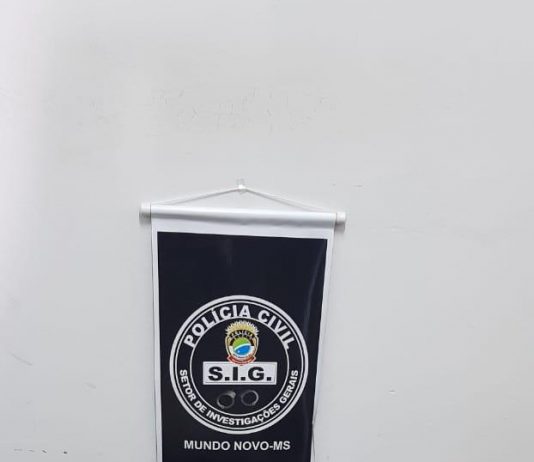 POLÍCIA CIVIL
S.I.G.
SETOR DE INVESTIGAÇÕES GERAIS
MUNDO NOVO-MS